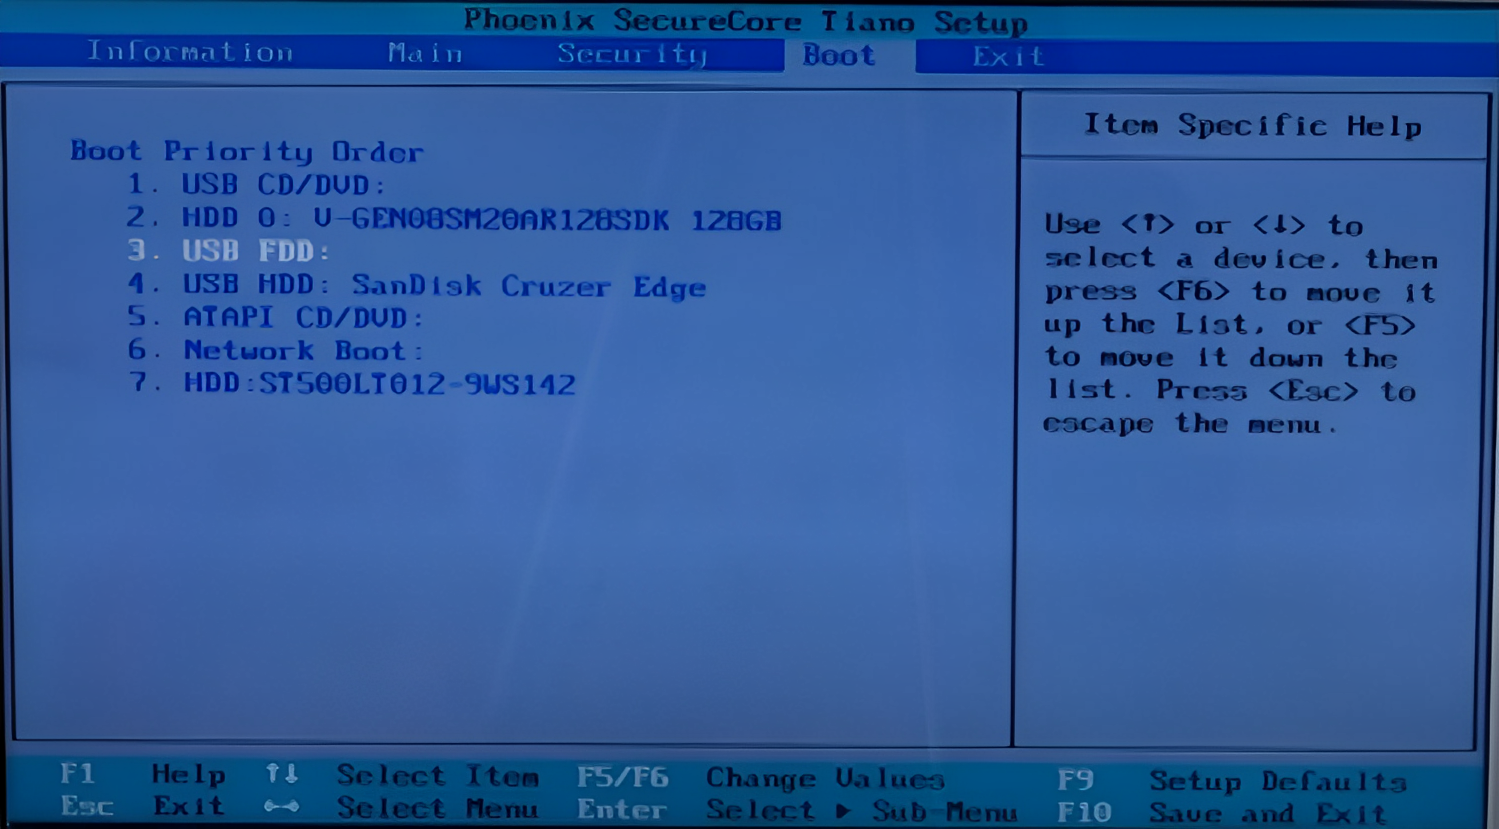 Phoenix SecureCore Tiano Setup
Information Main Security Boot Exit
Boot Priority Order
1. USB CD/DVD:
2. HDD 0: V-GEN08SM20AR128SDK 128GB
3. USB FDD:
4. USB HDD: SanDisk Cruzer Edge
5. ATAPI CD/DVD:
6. Network Boot:
7. HDD:ST500LT012-9WS142
Item Specific Help
Use <↑> or <↓> to
select a device, then
press <F6> to move it
up the List, or <F5>
to move it down the
list. Press <Esc> to
escape the menu.
F1 Help ↑↓ Select Item F5/F6 Change Values F9 Setup Defaults
Esc Exit ↔ Select Menu Enter Select ▶ Sub-Menu F10 Save and Exit